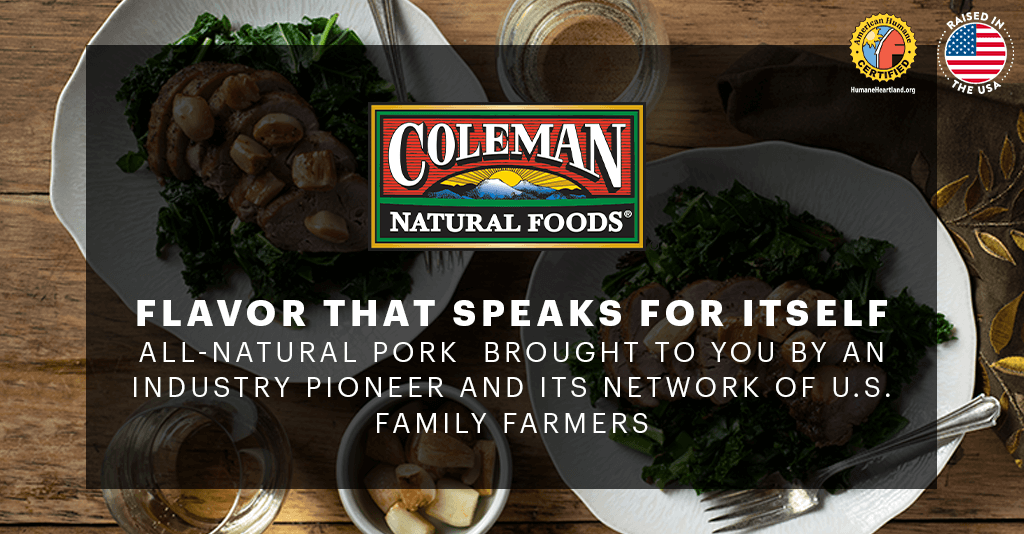 American Humane
CERTIFIED
HumaneHeartland.org
RAISED IN
THE USA
COLEMAN
NATURAL FOODS®
FLAVOR THAT SPEAKS FOR ITSELF
ALL-NATURAL PORK BROUGHT TO YOU BY AN
INDUSTRY PIONEER AND ITS NETWORK OF U.S.
FAMILY FARMERS